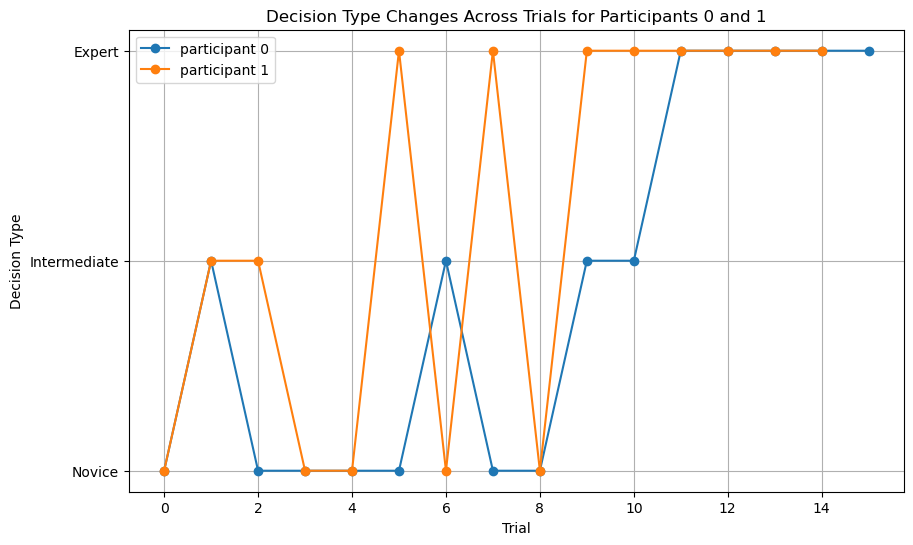 Decision Type Changes Across Trials for Participants 0 and 1
participant 0
participant 1
Expert
Intermediate
Novice
Decision Type
0 2 4 6 8 10 12 14
Trial